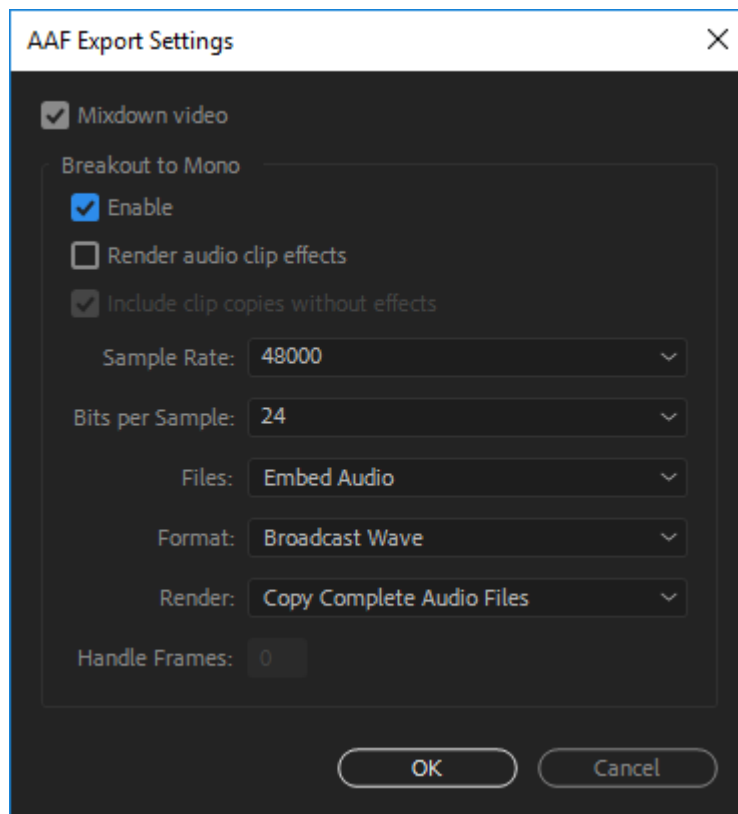 AAF Export Settings
Mixdown video
Breakout to Mono
Enable
Render audio clip effects
Include clip copies without effects
Sample Rate: 48000
Bits per Sample: 24
Files: Embed Audio
Format: Broadcast Wave
Render: Copy Complete Audio Files
Handle Frames: 0
OK Cancel